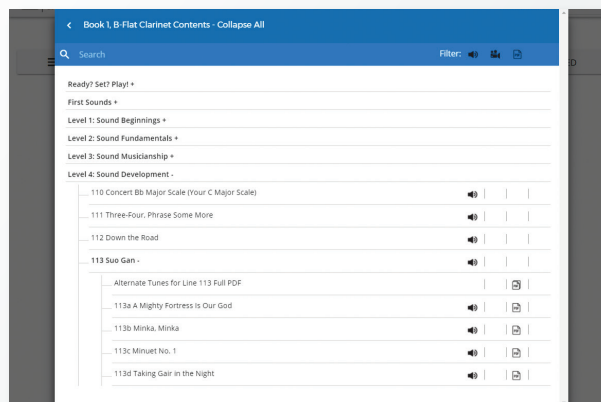 Book 1, B-Flat Clarinet Contents - Collapse All
Search
Filter:
Ready? Set? Play! +
First Sounds +
Level 1: Sound Beginnings +
Level 2: Sound Fundamentals +
Level 3: Sound Musicianship +
Level 4: Sound Development -
110 Concert Bb Major Scale (Your C Major Scale)
111 Three-Four, Phrase Some More
112 Down the Road
113 Suo Gan -
Alternate Tunes for Line 113 Full PDF
113a A Mighty Fortress Is Our God
113b Minka, Minka
113c Minuet No. 1
113d Taking Gair in the Night